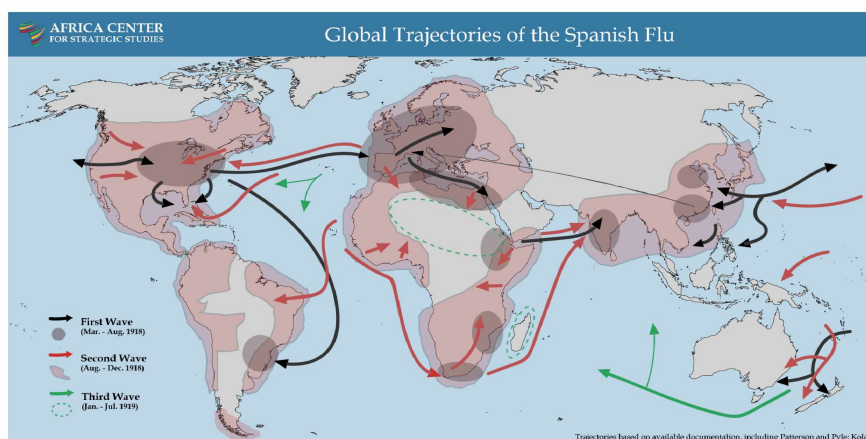 AFRICA CENTER
FOR STRATEGIC STUDIES
Global Trajectories of the Spanish Flu
First Wave
(Mar. - Aug. 1918)
Second Wave
(Aug. - Dec. 1918)
Third Wave
(Jan. - Jul. 1919)
Trajectories based on available documentation, including Patterson and Pyle; Kol